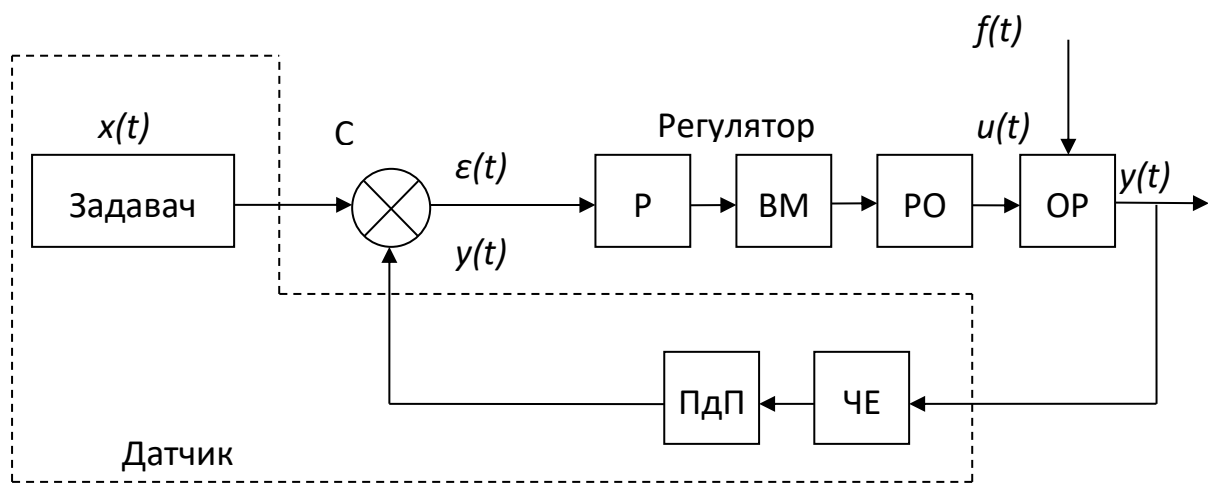 f(t)
x(t)
С
Регулятор
u(t)
Задавач
ε(t)
Р
ВМ
РО
ОР
y(t)
y(t)
ПдП
ЧЕ
Датчик